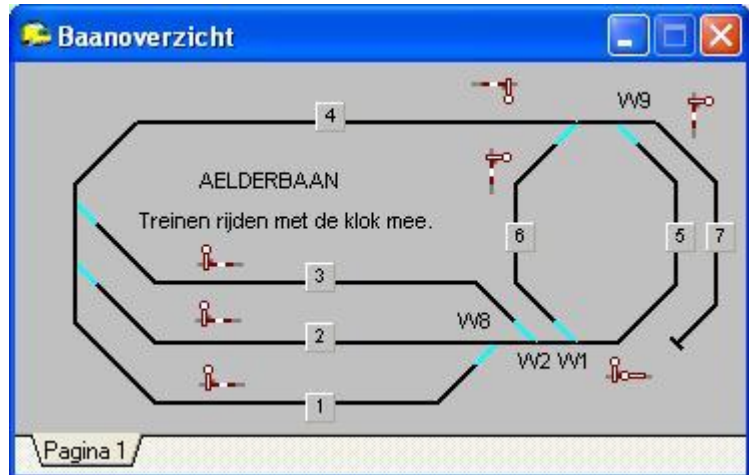 Baanoverzicht
W9
4
AELDERBAAN
Treinen rijden met de klok mee.
6
5
7
3
W8
2
W2 W1
1
Pagina 1